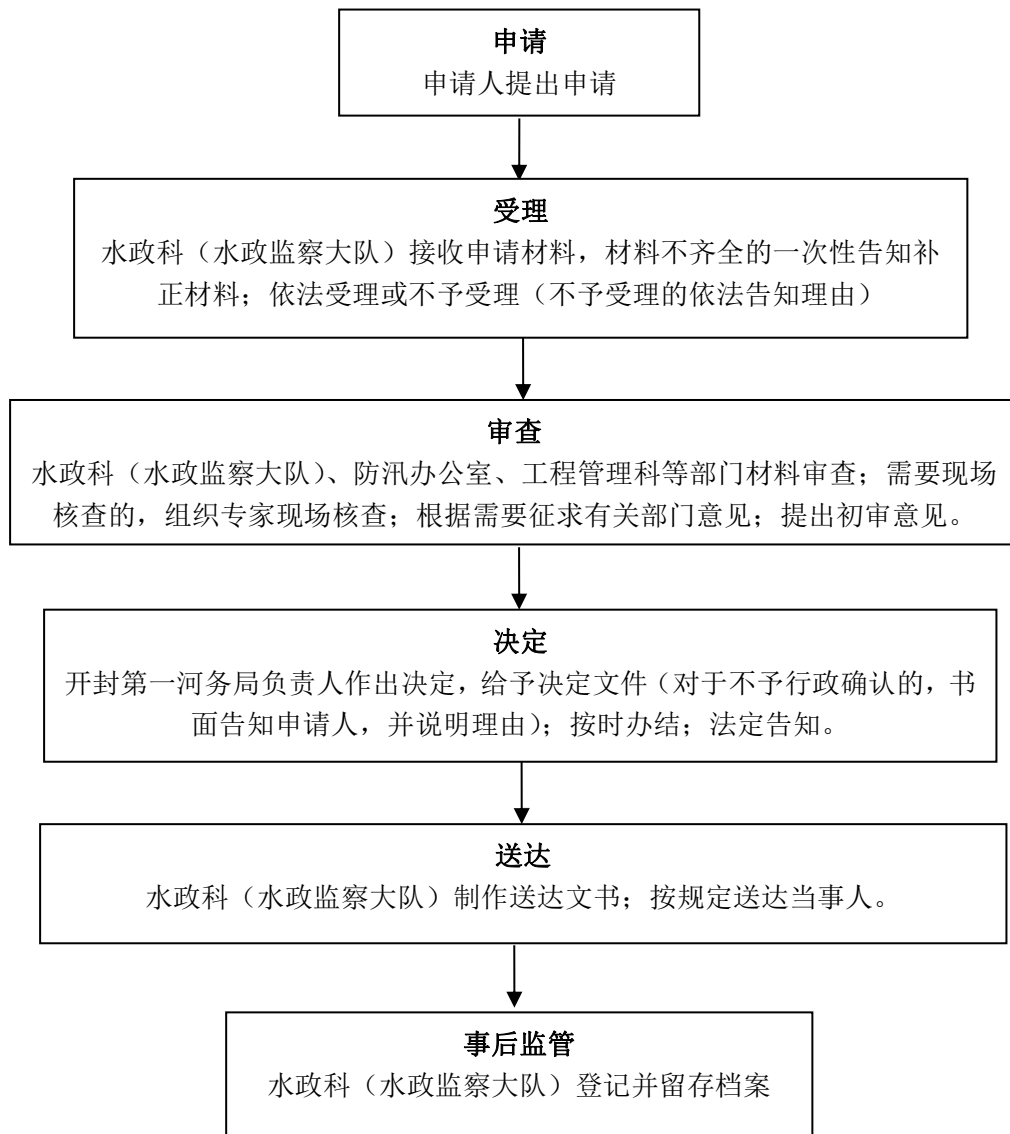 申请
申请人提出申请
受理
水政科（水政监察大队）接收申请材料，材料不齐全的一次性告知补
正材料；依法受理或不予受理（不予受理的依法告知理由）
审查
水政科（水政监察大队）、防汛办公室、工程管理科等部门材料审查；需要现场
核查的，组织专家现场核查；根据需要征求有关部门意见；提出初审意见。
决定
开封第一河务局负责人作出决定，给予决定文件（对于不予行政确认的，书
面告知申请人，并说明理由）；按时办结；法定告知。
送达
水政科（水政监察大队）制作送达文书；按规定送达当事人。
事后监管
水政科（水政监察大队）登记并留存档案